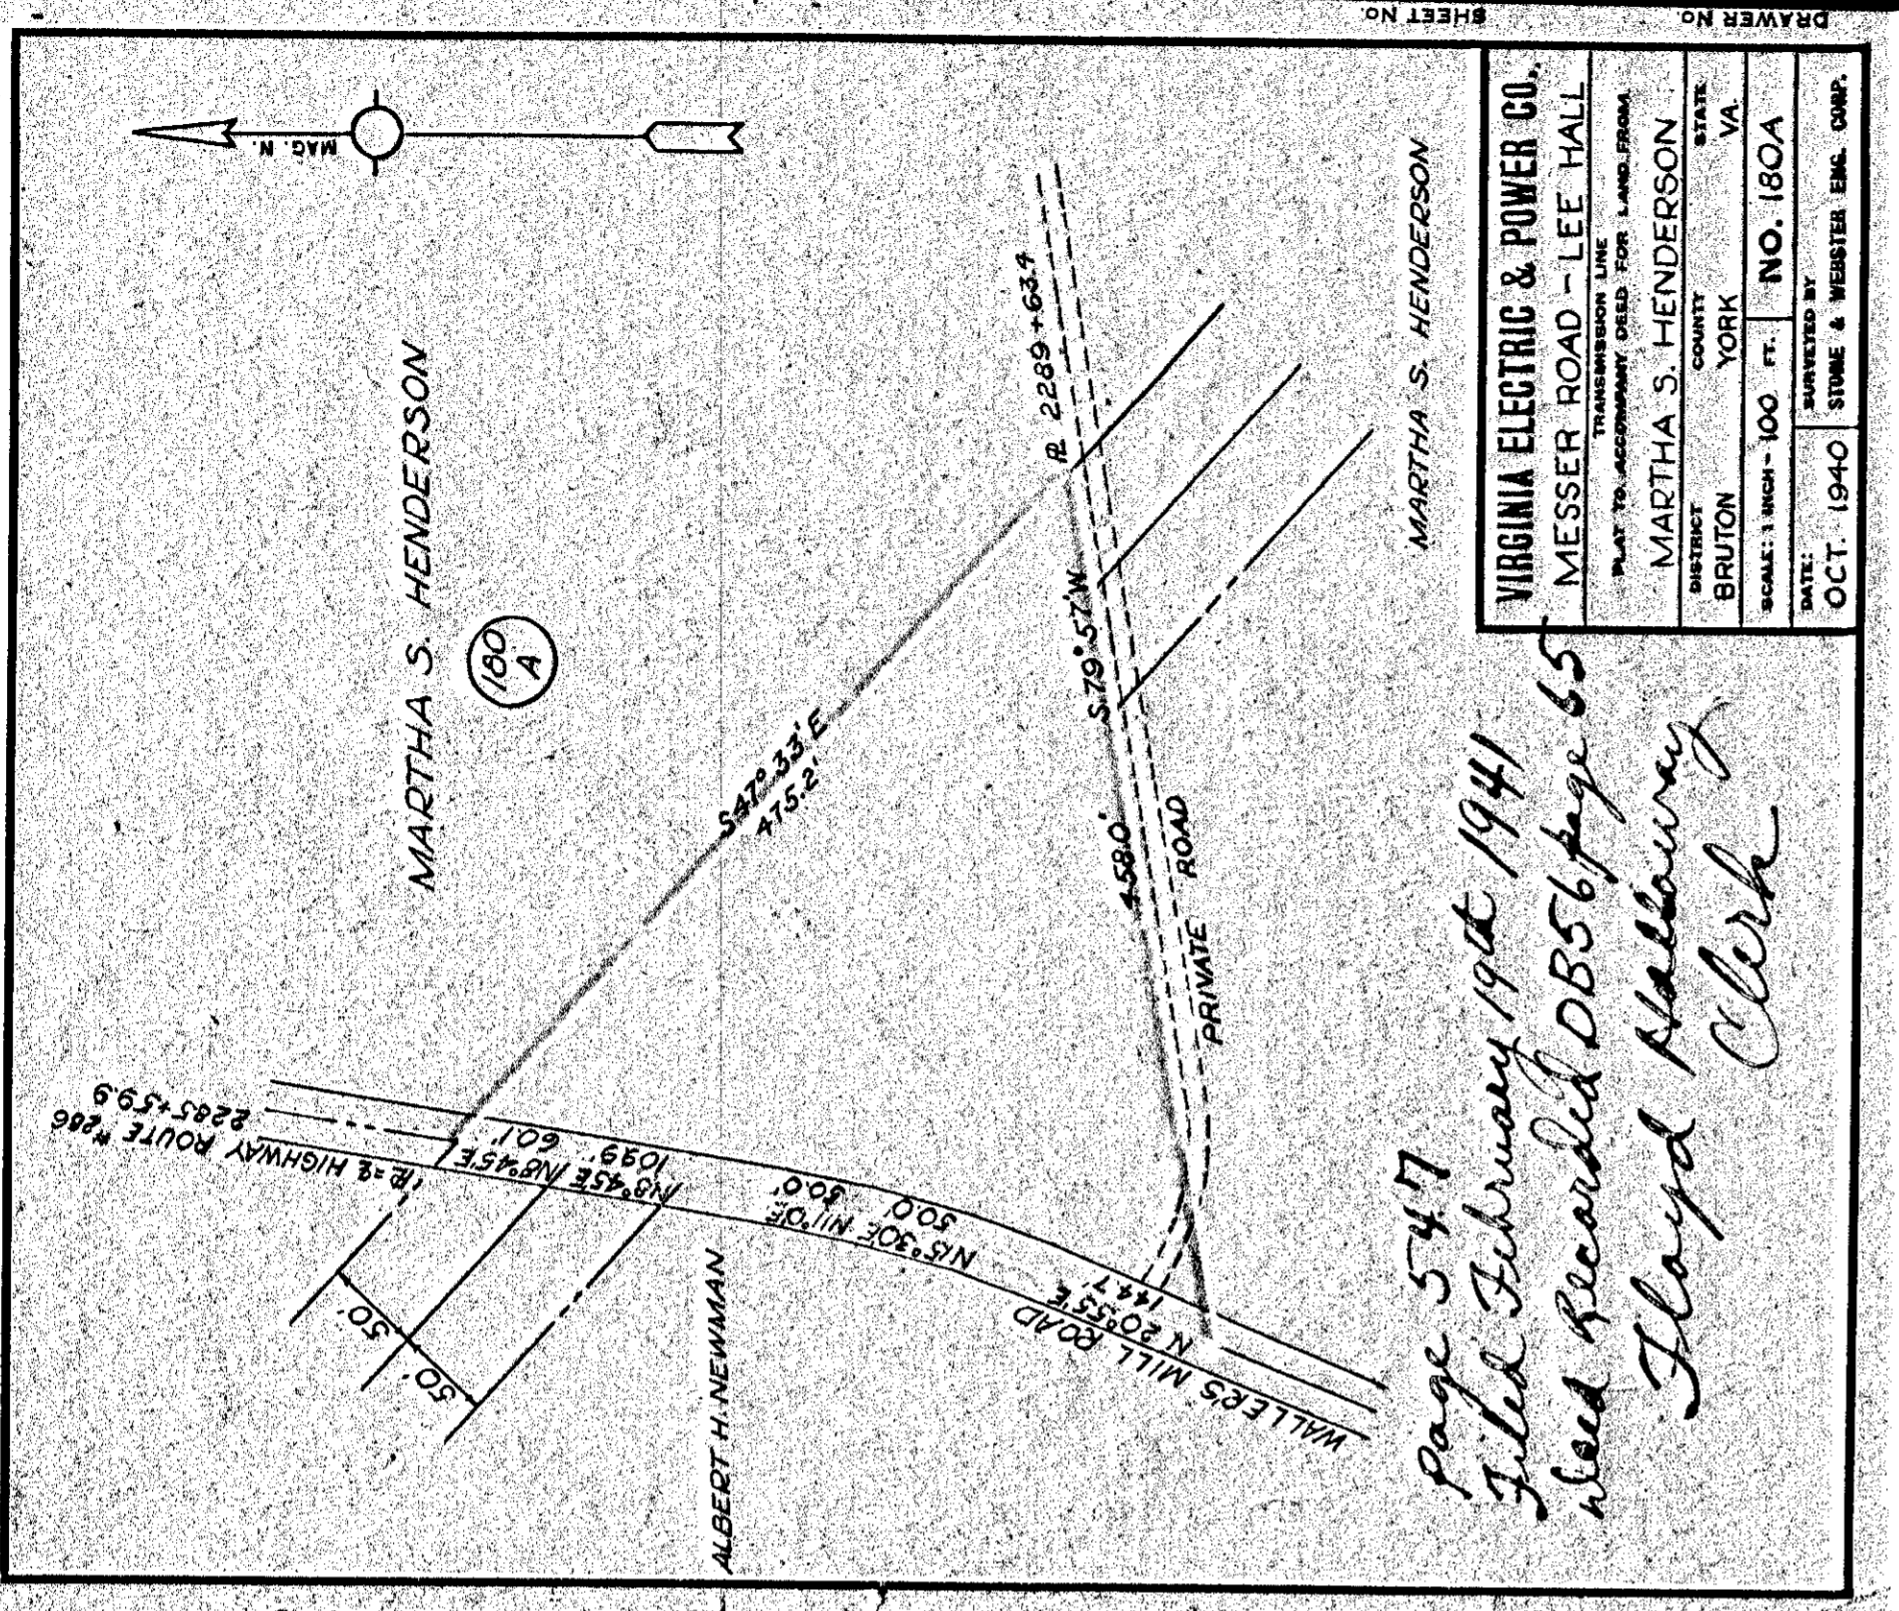 SHEET NO.
DRAWER NO.
MAG. N.
MARTHA S. HENDERSON
180
A
HIGHWAY ROUTE #286
2285+59.9
N8°45'E
60.1'
N8°45'E
109.9'
N11°0'E
50.0'
N15°30'E
50.0'
N 20°55'E
144.7'
WALLER'S MILL ROAD
50'
50'
ALBERT H. NEWMAN
S 47° 33' E
475.2'
2289+63.4
S. 79° 57' W
458.0'
PRIVATE ROAD
MARTHA S. HENDERSON
Page 547
Filed February 19th 1941
Deed Recorded DB56 page 65
Floyd Holloway
Clerk
VIRGINIA ELECTRIC & POWER CO.
MESSER ROAD - LEE HALL
TRANSMISSION LINE
PLAT TO ACCOMPANY DEED FOR LAND FROM
MARTHA S. HENDERSON
DISTRICT COUNTY STATE
BRUTON YORK VA.
SCALE: 1 INCH - 100 FT. NO. 180A
DATE: SURVEYED BY
OCT. 1940 STONE & WEBSTER ENG. CORP.